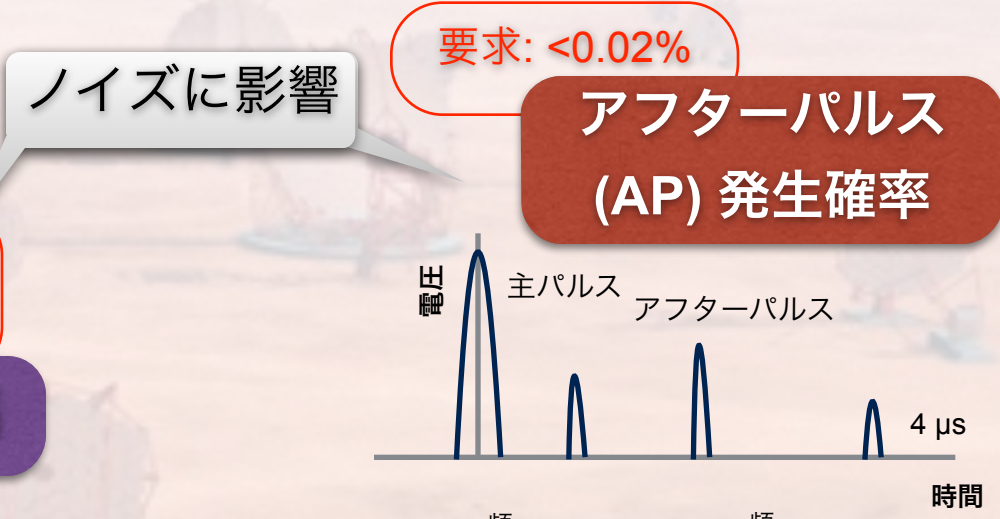 要求: <0.02%
ノイズに影響
アフターパルス
(AP) 発生確率
電圧
主パルス
アフターパルス
4 μs
時間